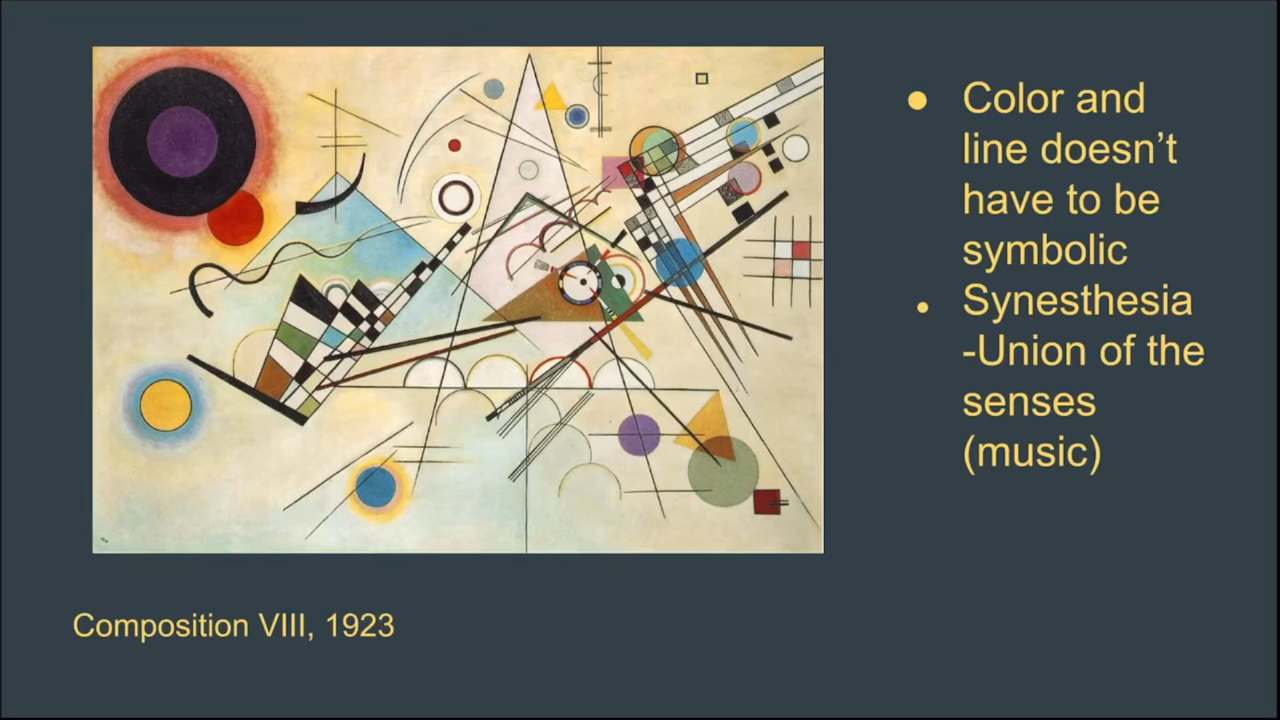 Color and
line doesn’t
have to be
symbolic
Synesthesia
-Union of the
senses
(music)
Composition VIII, 1923